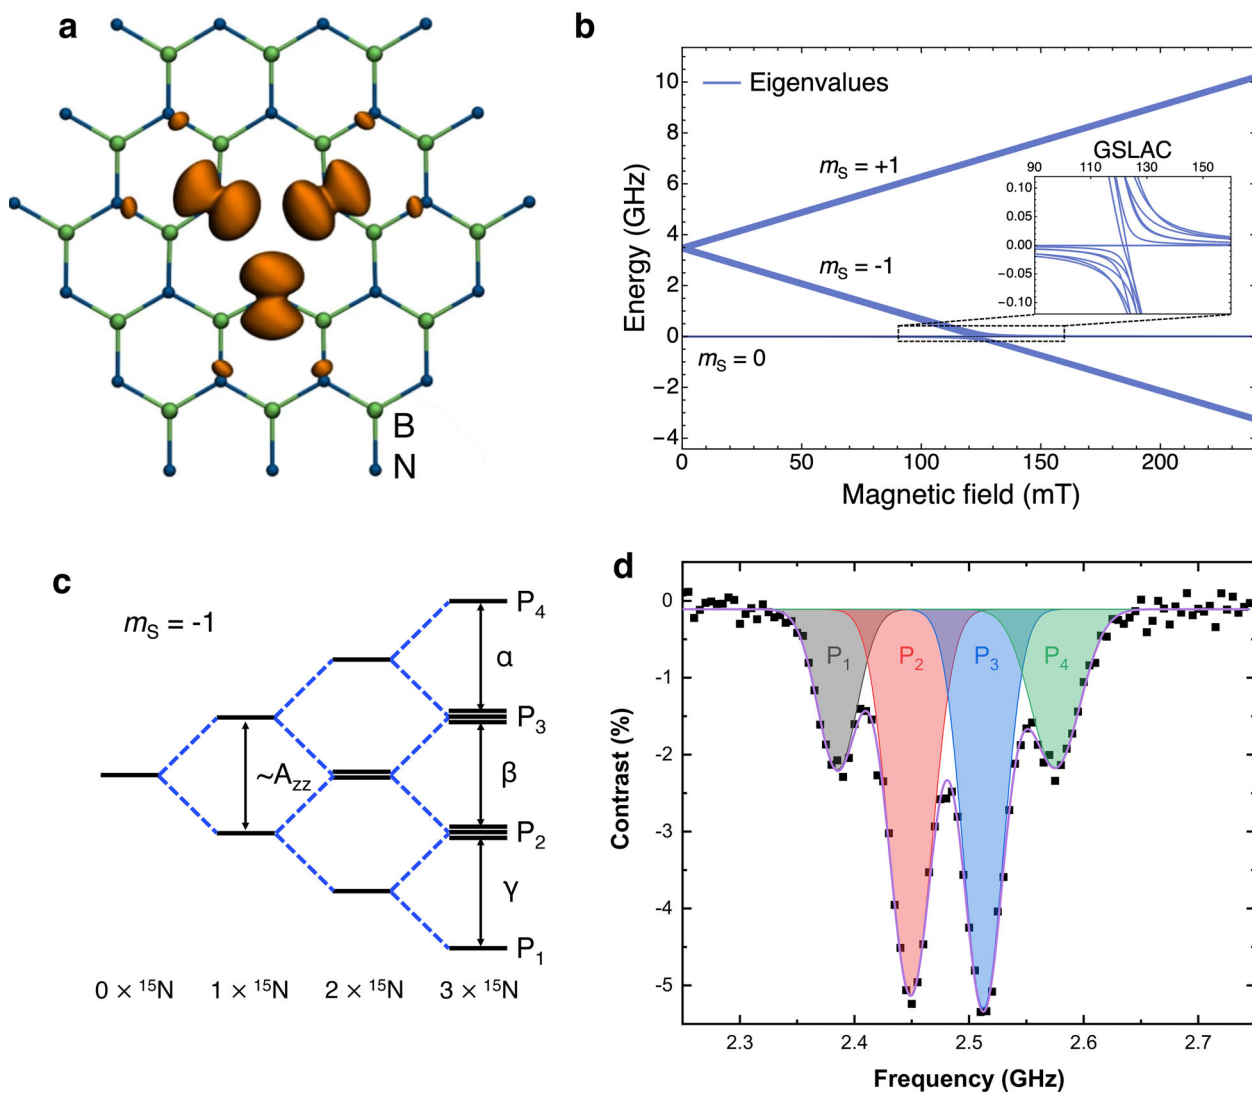 a
B
N
b
Eigenvalues
Energy (GHz)
10
8
6
4
2
0
−2
−4
m_S = +1
m_S = -1
m_S = 0
GSLAC
90 110 130 150
0.10
0.05
0.00
−0.05
−0.10
0 50 100 150 200
Magnetic field (mT)
c
m_S = -1
P₄
α
P₃
~A_zz
β
P₂
γ
P₁
0 × ¹⁵N 1 × ¹⁵N 2 × ¹⁵N 3 × ¹⁵N
d
Contrast (%)
0
-1
-2
-3
-4
-5
P₁ P₂ P₃ P₄
2.3 2.4 2.5 2.6 2.7
Frequency (GHz)